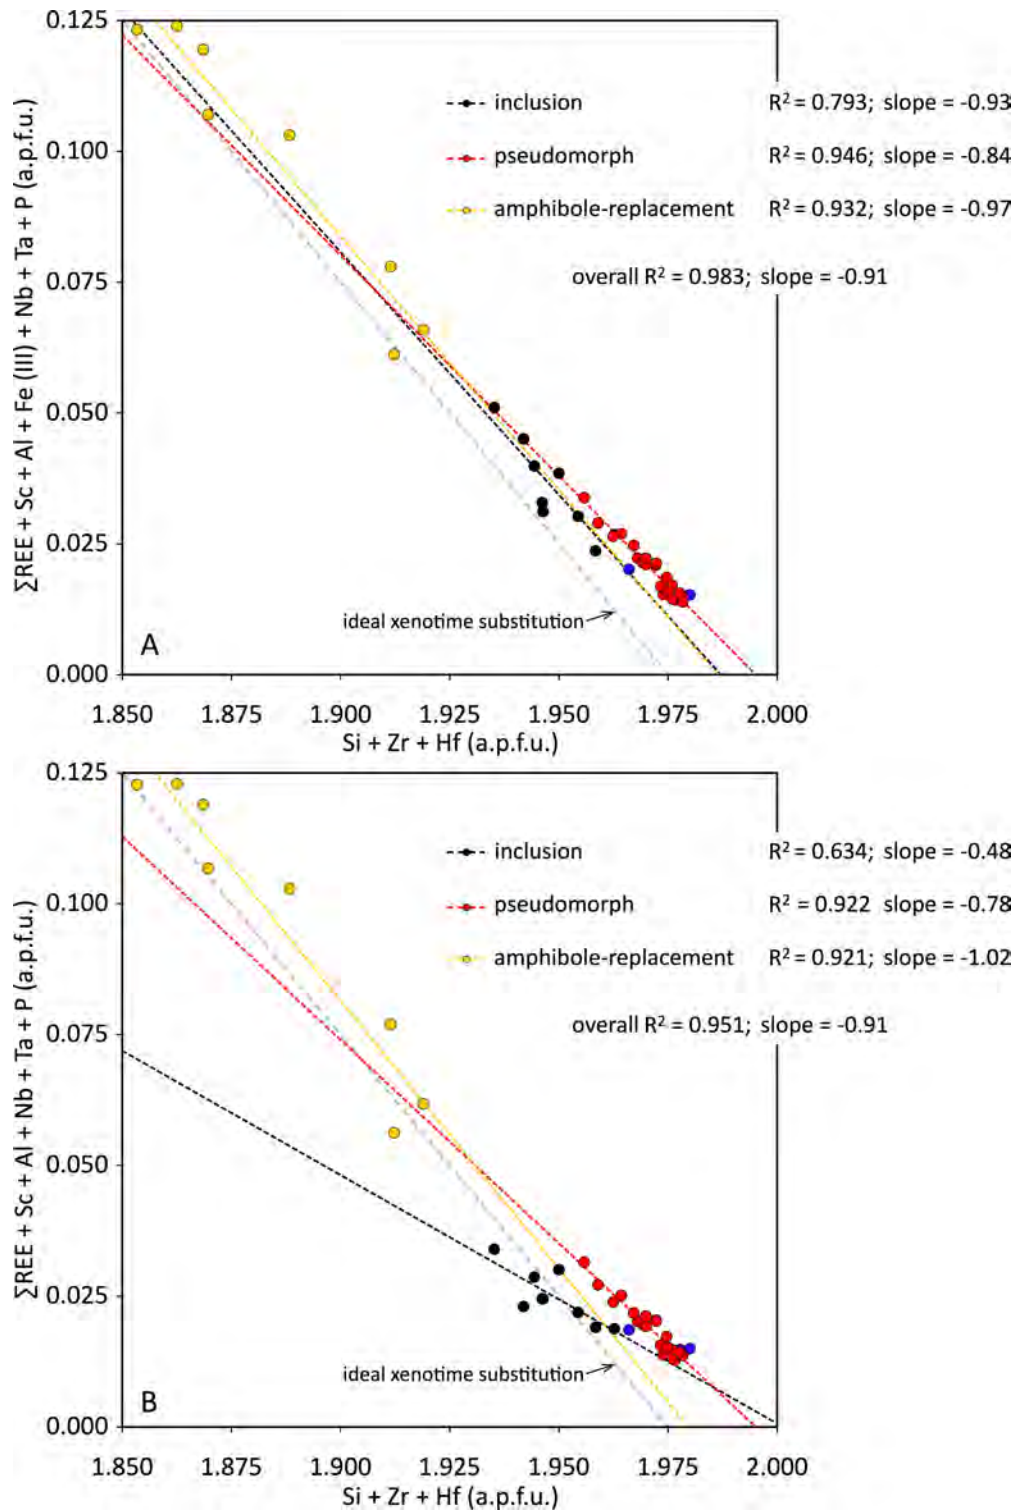 0.125
0.100
0.075
0.050
0.025
0.000
∑REE + Sc + Al + Fe (III) + Nb + Ta + P (a.p.f.u.)
inclusion R² = 0.793; slope = -0.93
pseudomorph R² = 0.946; slope = -0.84
amphibole-replacement R² = 0.932; slope = -0.97
overall R² = 0.983; slope = -0.91
ideal xenotime substitution
A
1.850 1.875 1.900 1.925 1.950 1.975 2.000
Si + Zr + Hf (a.p.f.u.)
0.125
0.100
0.075
0.050
0.025
0.000
∑REE + Sc + Al + Nb + Ta + P (a.p.f.u.)
inclusion R² = 0.634; slope = -0.48
pseudomorph R² = 0.922 slope = -0.78
amphibole-replacement R² = 0.921; slope = -1.02
overall R² = 0.951; slope = -0.91
ideal xenotime substitution
B
1.850 1.875 1.900 1.925 1.950 1.975 2.000
Si + Zr + Hf (a.p.f.u.)